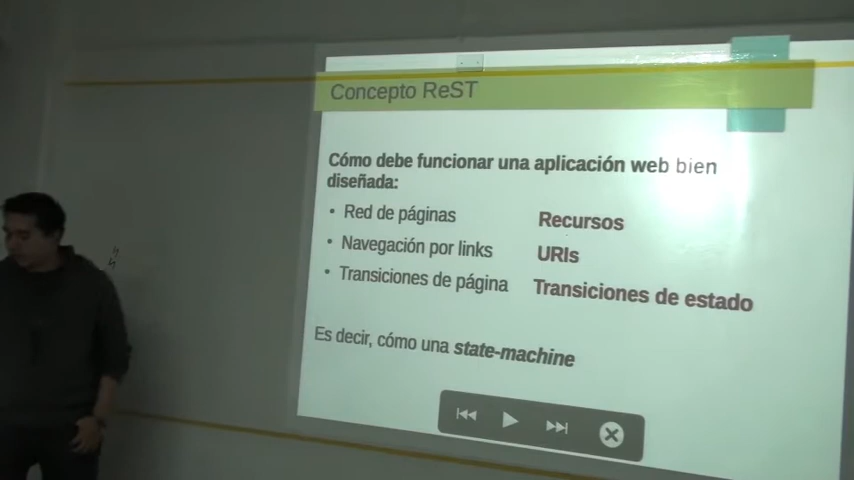 Concepto ReST
Cómo debe funcionar una aplicación web bien
diseñada:
• Red de páginas Recursos
• Navegación por links URIs
• Transiciones de página Transiciones de estado
Es decir, cómo una state-machine